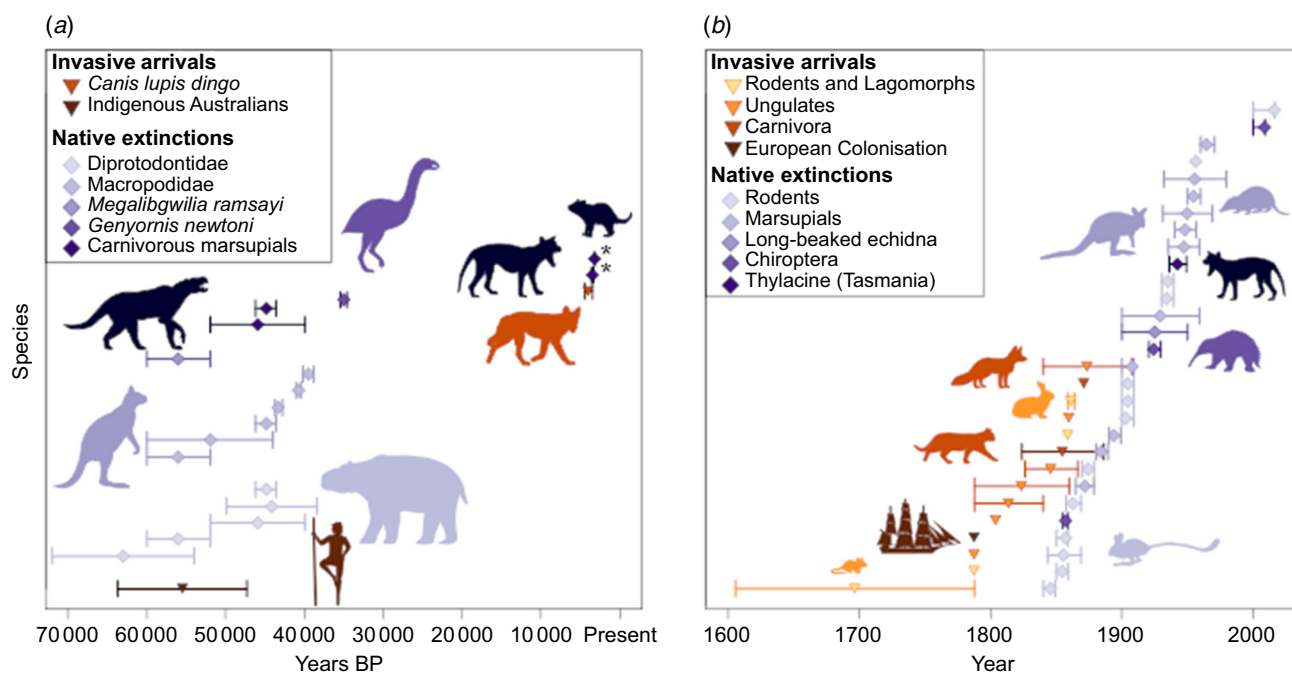 (a)
Invasive arrivals
Canis lupis dingo
Indigenous Australians
Native extinctions
Diprotodontidae
Macropodidae
Megalibgwilia ramsayi
Genyornis newtoni
Carnivorous marsupials
*
*
Species
70 000 60 000 50 000 40 000 30 000 20 000 10 000 Present
Years BP
(b)
Invasive arrivals
Rodents and Lagomorphs
Ungulates
Carnivora
European Colonisation
Native extinctions
Rodents
Marsupials
Long-beaked echidna
Chiroptera
Thylacine (Tasmania)
1600 1700 1800 1900 2000
Year